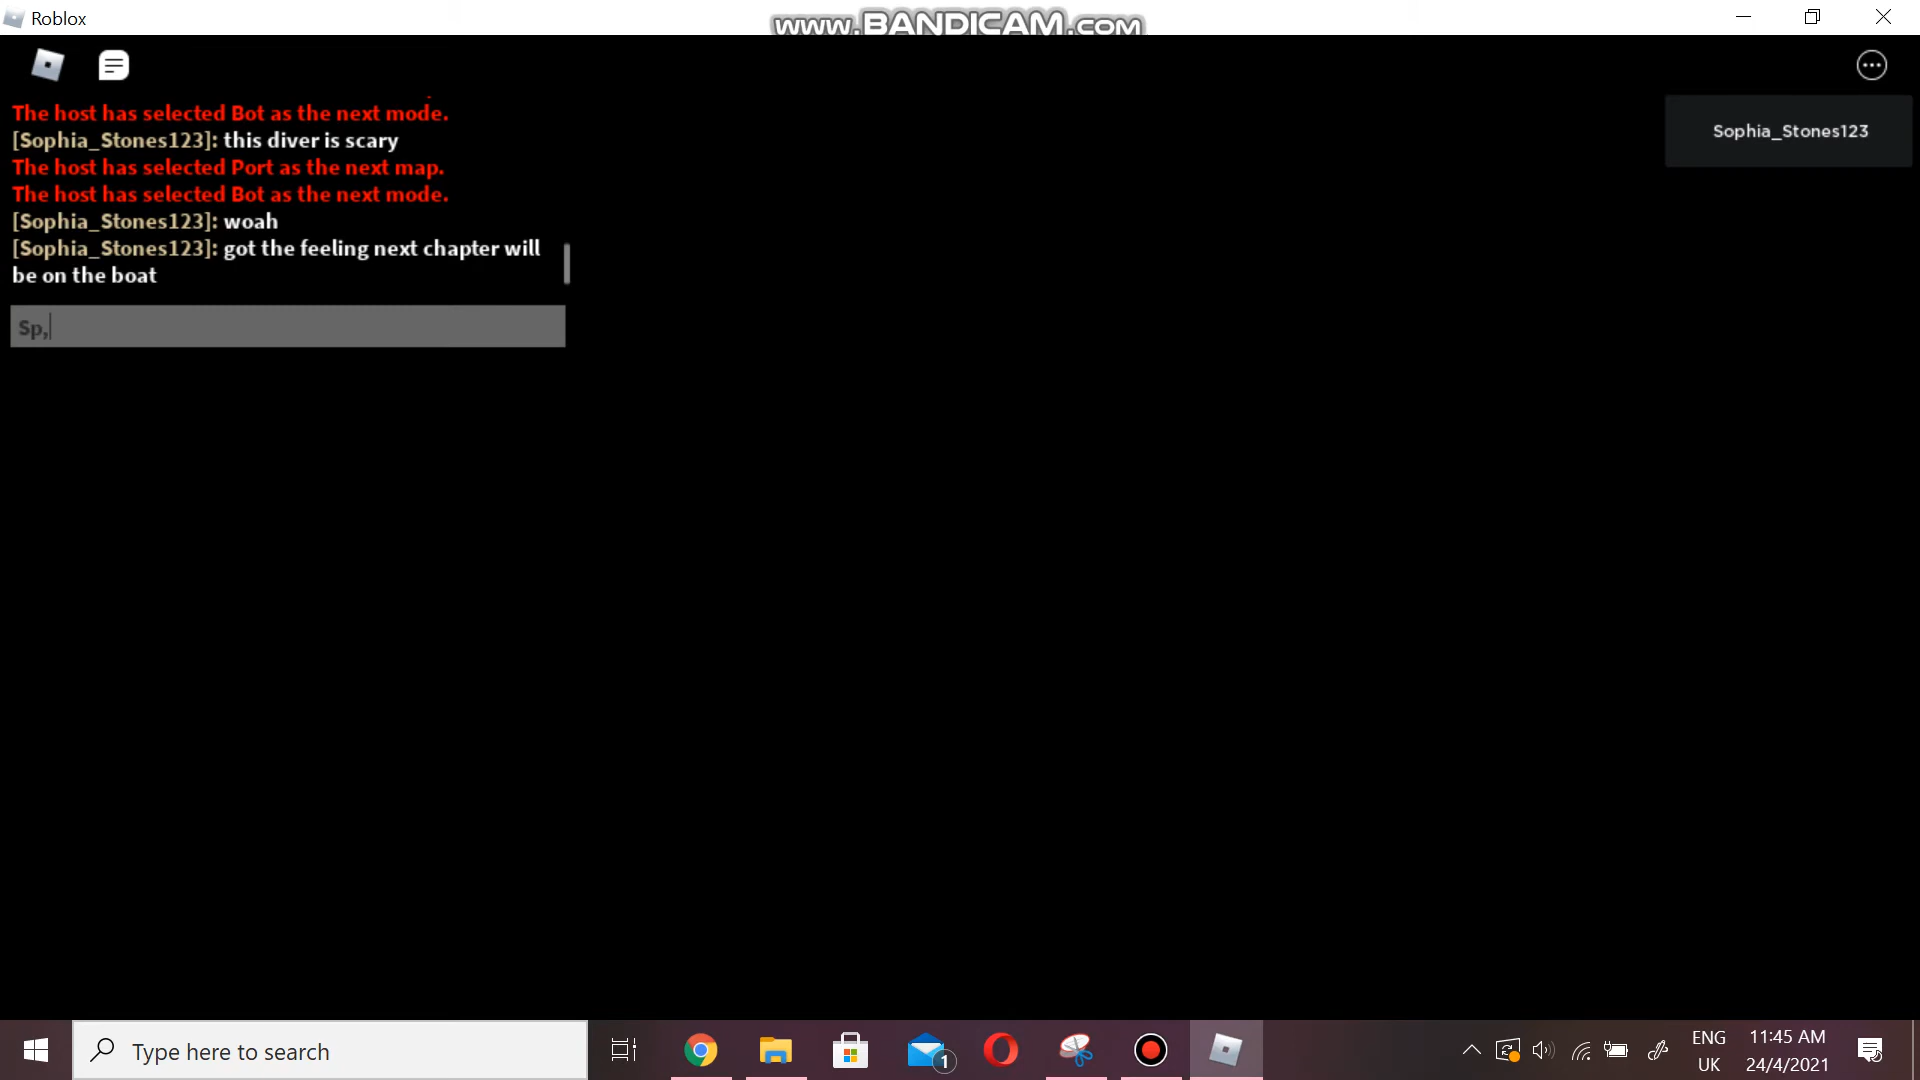 Roblox
www.BANDICAM.com
The host has selected Bot as the next mode.
[Sophia_Stones123]: this diver is scary
The host has selected Port as the next map.
The host has selected Bot as the next mode.
[Sophia_Stones123]: woah
[Sophia_Stones123]: got the feeling next chapter will
be on the boat
Sp,
Sophia_Stones123
Type here to search
1
ENG
UK
11:45 AM
24/4/2021